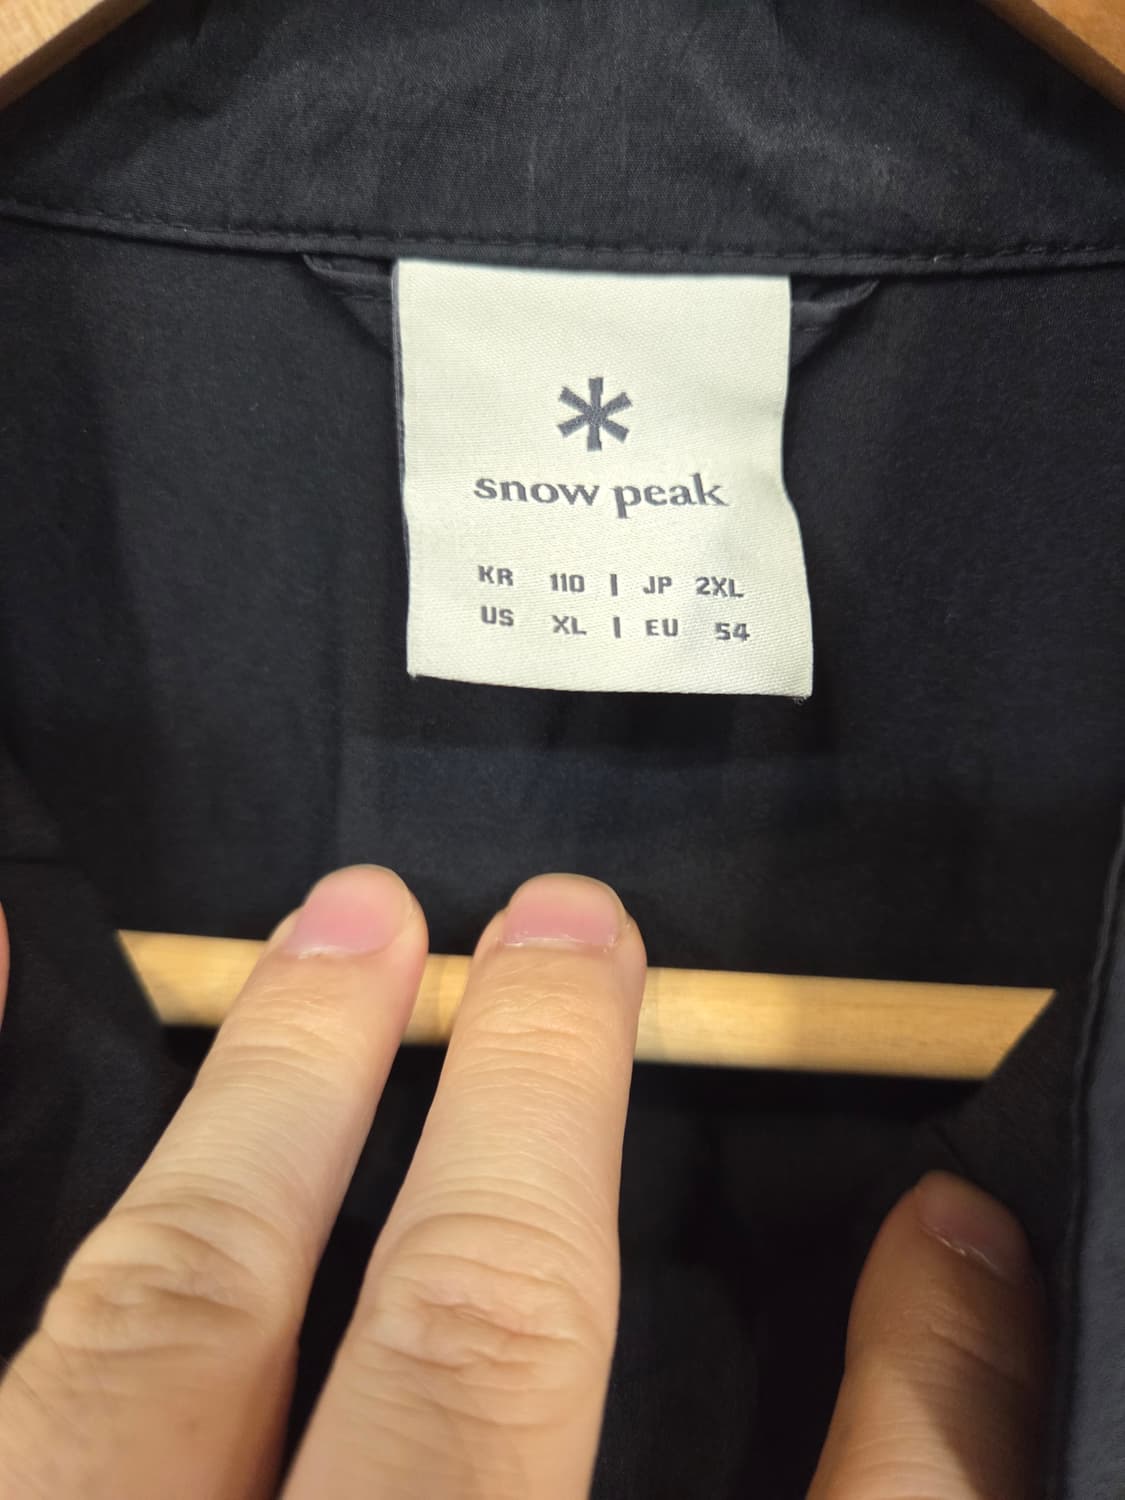 snow peak
KR 110 | JP 2XL
US XL | EU 54